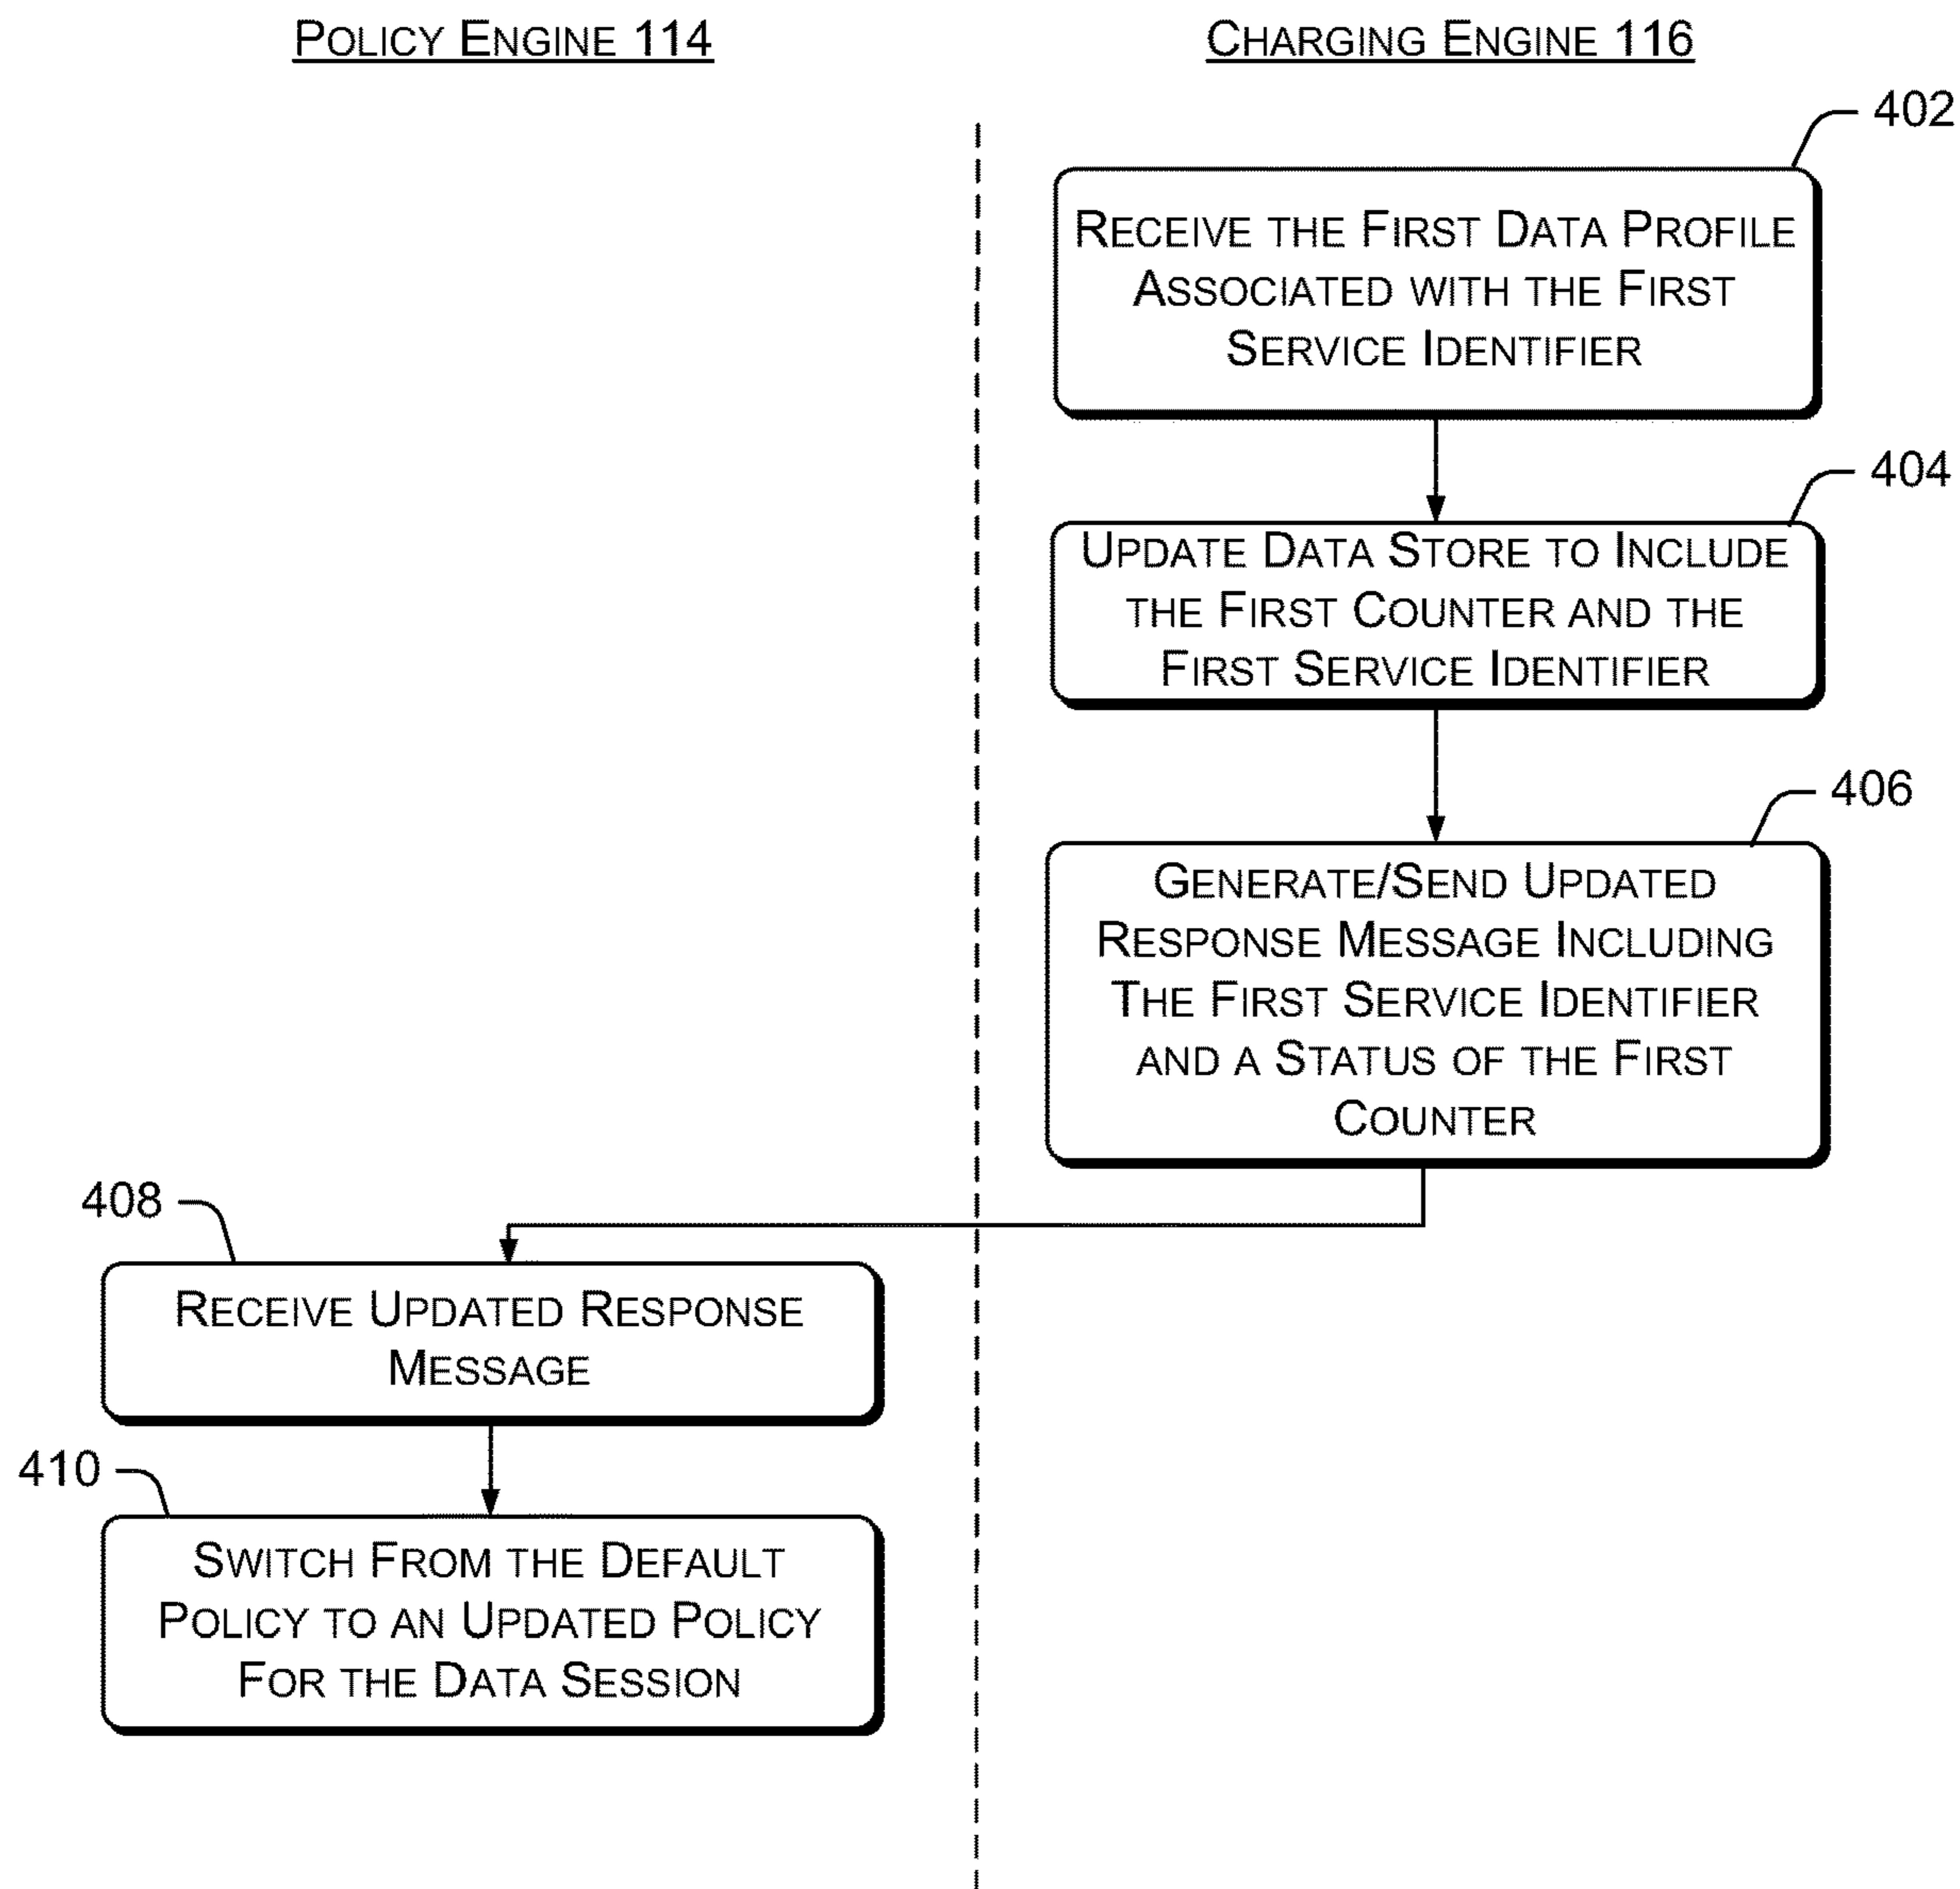 POLICY ENGINE 114
CHARGING ENGINE 116
402
RECEIVE THE FIRST DATA PROFILE
ASSOCIATED WITH THE FIRST
SERVICE IDENTIFIER
404
UPDATE DATA STORE TO INCLUDE
THE FIRST COUNTER AND THE
FIRST SERVICE IDENTIFIER
406
GENERATE/SEND UPDATED
RESPONSE MESSAGE INCLUDING
THE FIRST SERVICE IDENTIFIER
AND A STATUS OF THE FIRST
COUNTER
408
RECEIVE UPDATED RESPONSE
MESSAGE
410
SWITCH FROM THE DEFAULT
POLICY TO AN UPDATED POLICY
FOR THE DATA SESSION